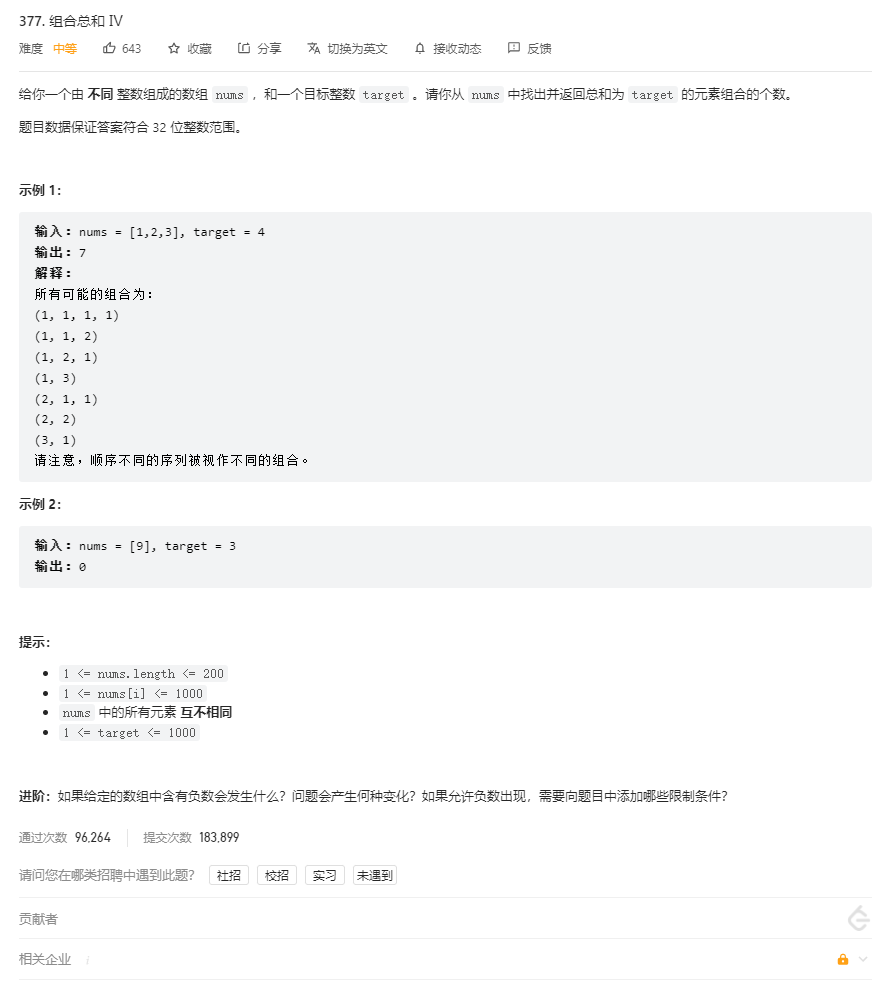 377. 组合总和 Ⅳ
难度 中等 643 收藏 分享 切换为英文 接收动态 反馈
给你一个由 不同 整数组成的数组 nums ，和一个目标整数 target 。请你从 nums 中找出并返回总和为 target 的元素组合的个数。
题目数据保证答案符合 32 位整数范围。
示例 1：
输入：nums = [1,2,3], target = 4
输出：7
解释：
所有可能的组合为：
(1, 1, 1, 1)
(1, 1, 2)
(1, 2, 1)
(1, 3)
(2, 1, 1)
(2, 2)
(3, 1)
请注意，顺序不同的序列被视作不同的组合。
示例 2：
输入：nums = [9], target = 3
输出：0
提示：
1 <= nums.length <= 200
1 <= nums[i] <= 1000
nums 中的所有元素 互不相同
1 <= target <= 1000
进阶：如果给定的数组中含有负数会发生什么？问题会产生何种变化？如果允许负数出现，需要向题目中添加哪些限制条件？
通过次数 96,264 提交次数 183,899
请问您在哪类招聘中遇到此题？ 社招 校招 实习 未遇到
贡献者
相关企业 i